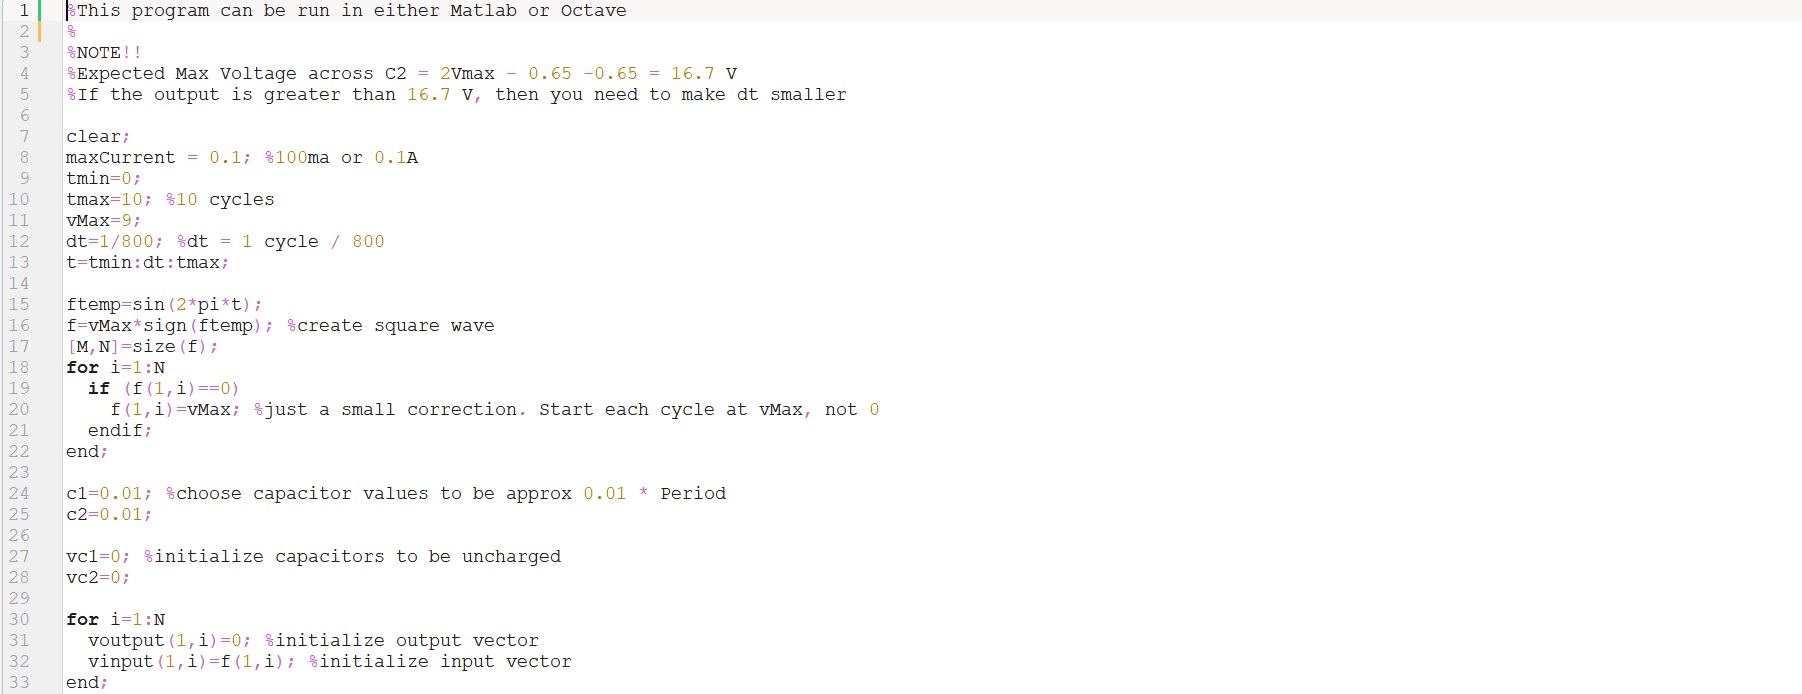 1 %This program can be run in either Matlab or Octave
2 %
3 %NOTE!!
4 %Expected Max Voltage across C2 = 2Vmax - 0.65 -0.65 = 16.7 V
5 %If the output is greater than 16.7 V, then you need to make dt smaller
6
7 clear;
8 maxCurrent = 0.1; %100ma or 0.1A
9 tmin=0;
10 tmax=10; %10 cycles
11 vMax=9;
12 dt=1/800; %dt = 1 cycle / 800
13 t=tmin:dt:tmax;
14
15 ftemp=sin(2*pi*t);
16 f=vMax*sign(ftemp); %create square wave
17 [M,N]=size(f);
18 for i=1:N
19   if (f(1,i)==0)
20     f(1,i)=vMax; %just a small correction. Start each cycle at vMax, not 0
21   endif;
22 end;
23
24 c1=0.01; %choose capacitor values to be approx 0.01 * Period
25 c2=0.01;
26
27 vc1=0; %initialize capacitors to be uncharged
28 vc2=0;
29
30 for i=1:N
31   voutput(1,i)=0; %initialize output vector
32   vinput(1,i)=f(1,i); %initialize input vector
33 end;